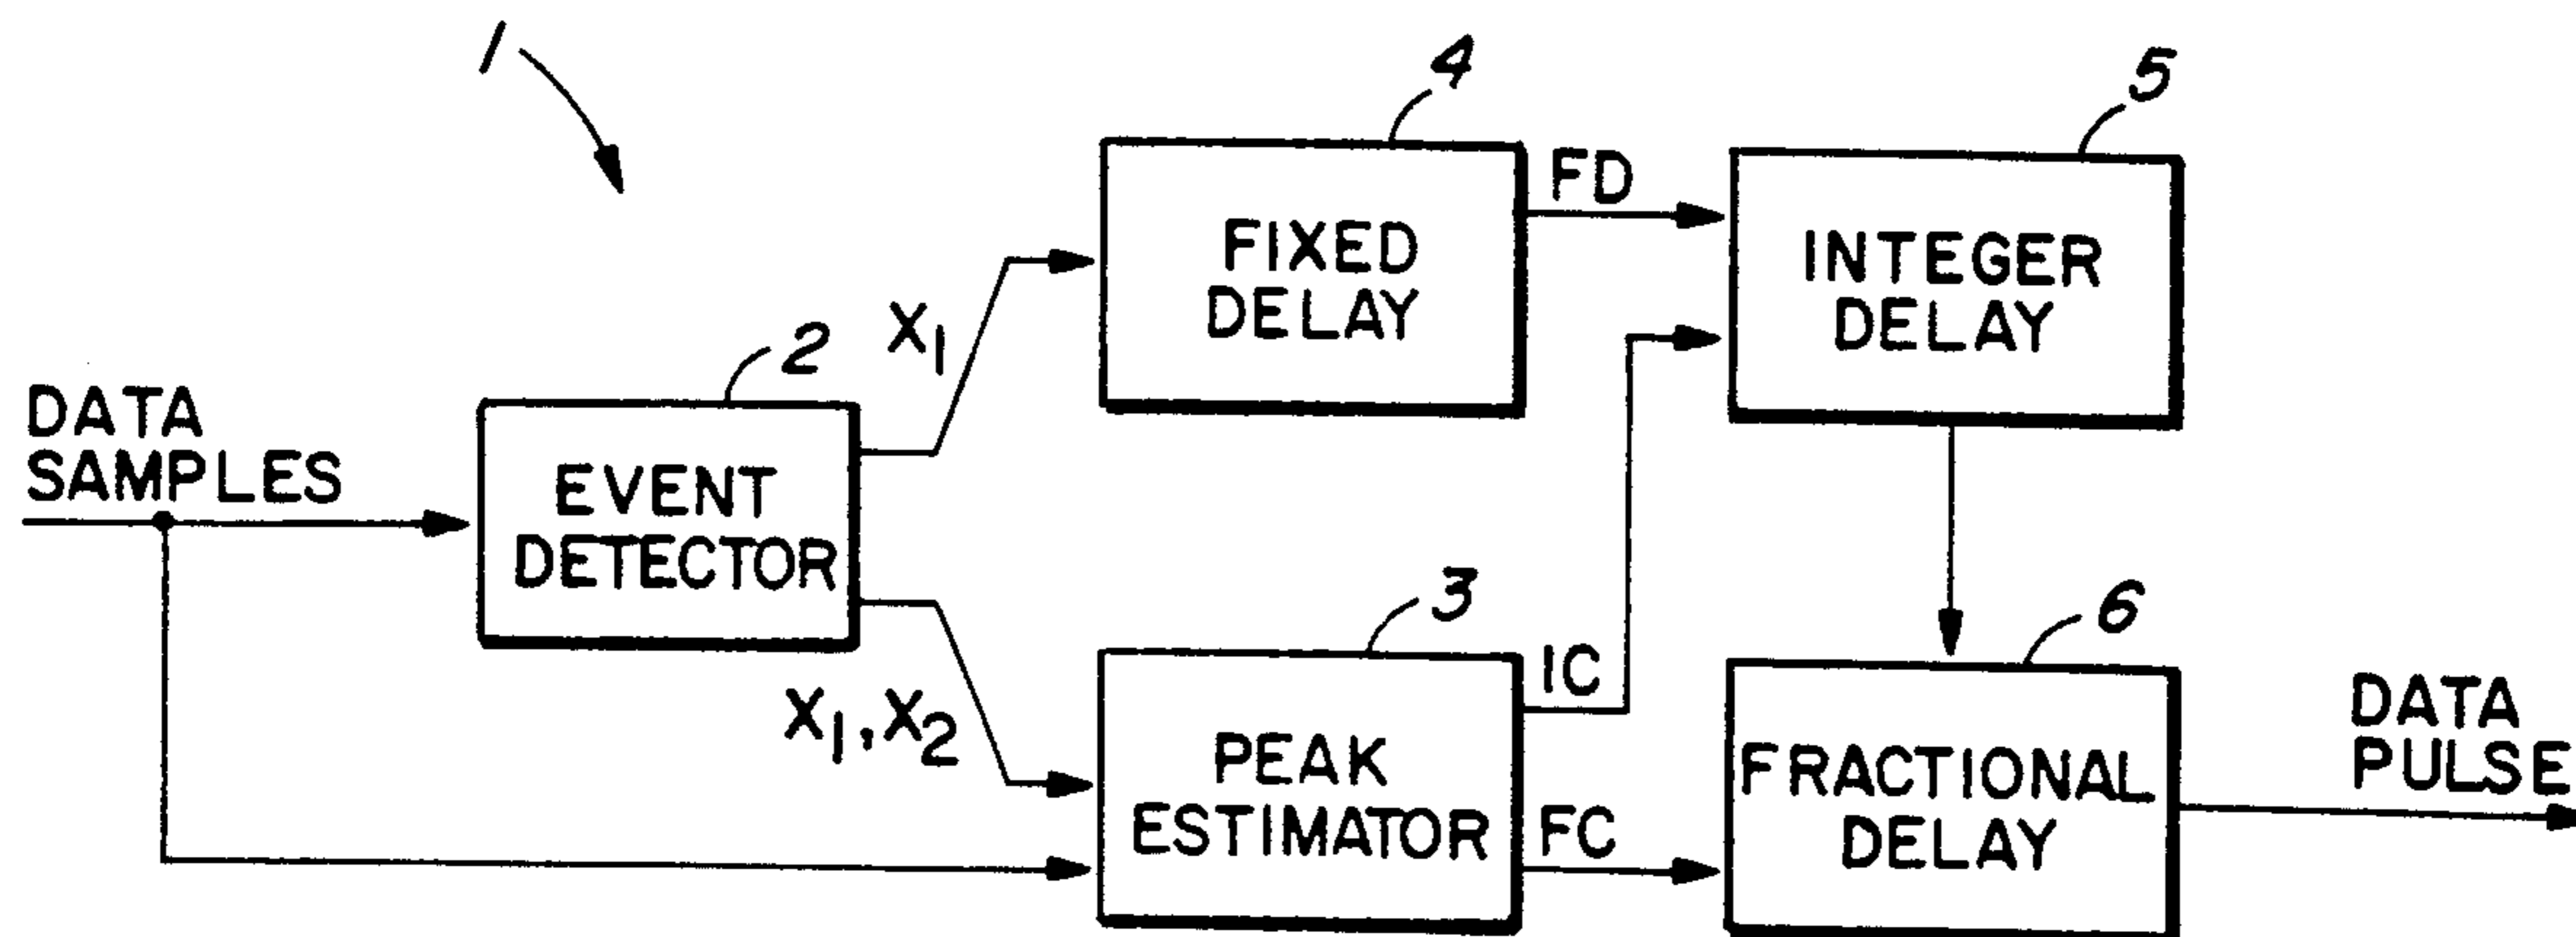 1
4
5
FD
FIXED
DELAY
INTEGER
DELAY
X1
2
DATA
SAMPLES
EVENT
DETECTOR
3
6
X1, X2
IC
PEAK
ESTIMATOR
FC
FRACTIONAL
DELAY
DATA
PULSE